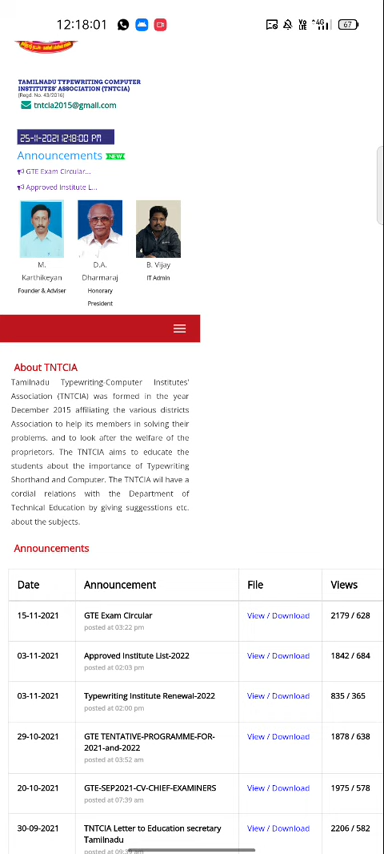 12:18:01
4G
67
TAMILNADU TYPEWRITING COMPUTER
INSTITUTES' ASSOCIATION (TNTCIA)
[Regd. No. 43/2016]
tntcia2015@gmail.com
25-11-2021 12:18:00 PM
Announcements NEW
GTE Exam Circular...
Approved Institute L...
M. Karthikeyan
Founder & Adviser
D.A. Dharmaraj
Honorary President
B. Vijay
IT Admin
About TNTCIA
Tamilnadu Typewriting-Computer Institutes'
Association (TNTCIA) was formed in the year
December 2015 affiliating the various districts
Association to help its members in solving their
problems. and to look after the welfare of the
proprietors. The TNTCIA aims to educate the
students about the importance of Typewriting
Shorthand and Computer. The TNTCIA will have a
cordial relations with the Department of
Technical Education by giving suggesstions etc.
about the subjects.
Announcements
Date Announcement File Views
15-11-2021 GTE Exam Circular View / Download 2179 / 628
posted at 03:22 pm
03-11-2021 Approved Institute List-2022 View / Download 1842 / 684
posted at 02:03 pm
03-11-2021 Typewriting Institute Renewal-2022 View / Download 835 / 365
posted at 02:00 pm
29-10-2021 GTE TENTATIVE-PROGRAMME-FOR- View / Download 1878 / 638
2021-and-2022
posted at 03:52 am
20-10-2021 GTE-SEP2021-CV-CHIEF-EXAMINERS View / Download 1975 / 578
posted at 07:39 am
30-09-2021 TNTCIA Letter to Education secretary View / Download 2206 / 582
Tamilnadu
posted at